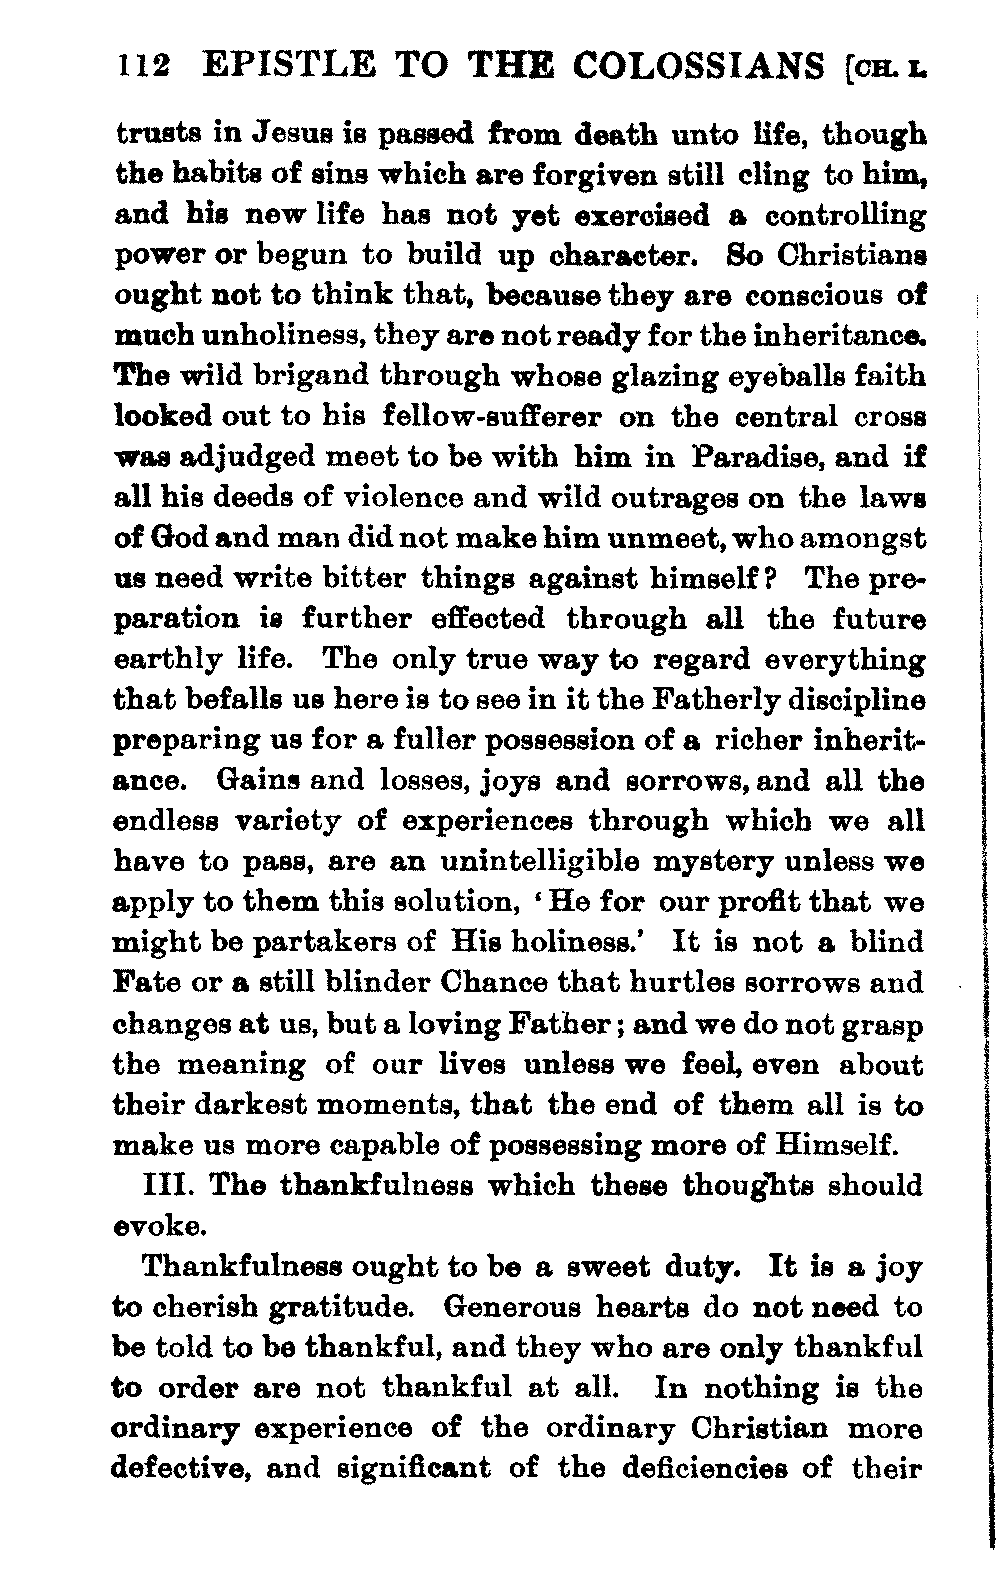 112 EPISTLE TO THE COLOSSIANS [CH. I.
trusts in Jesus is passed from death unto life, though
the habits of sins which are forgiven still cling to him,
and his new life has not yet exercised a controlling
power or begun to build up character. So Christians
ought not to think that, because they are conscious of
much unholiness, they are not ready for the inheritance.
The wild brigand through whose glazing eyeballs faith
looked out to his fellow-sufferer on the central cross
was adjudged meet to be with him in Paradise, and if
all his deeds of violence and wild outrages on the laws
of God and man did not make him unmeet, who amongst
us need write bitter things against himself? The pre-
paration is further effected through all the future
earthly life. The only true way to regard everything
that befalls us here is to see in it the Fatherly discipline
preparing us for a fuller possession of a richer inherit-
ance. Gains and losses, joys and sorrows, and all the
endless variety of experiences through which we all
have to pass, are an unintelligible mystery unless we
apply to them this solution, ‘He for our profit that we
might be partakers of His holiness.’ It is not a blind
Fate or a still blinder Chance that hurtles sorrows and
changes at us, but a loving Father; and we do not grasp
the meaning of our lives unless we feel, even about
their darkest moments, that the end of them all is to
make us more capable of possessing more of Himself.
III. The thankfulness which these thoughts should
evoke.
Thankfulness ought to be a sweet duty. It is a joy
to cherish gratitude. Generous hearts do not need to
be told to be thankful, and they who are only thankful
to order are not thankful at all. In nothing is the
ordinary experience of the ordinary Christian more
defective, and significant of the deficiencies of their